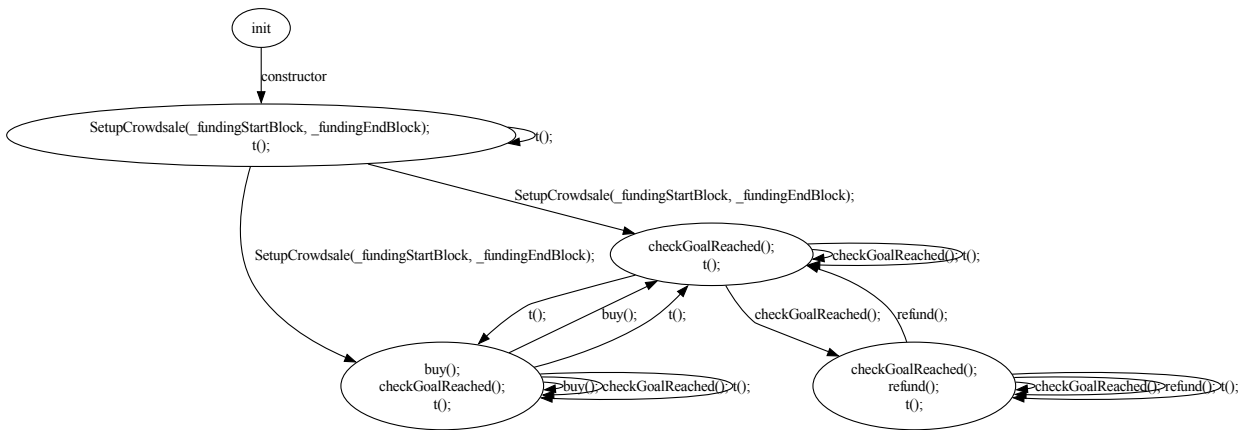 init
constructor
SetupCrowdsale(_fundingStartBlock, _fundingEndBlock);
t();
t();
SetupCrowdsale(_fundingStartBlock, _fundingEndBlock);
SetupCrowdsale(_fundingStartBlock, _fundingEndBlock);
checkGoalReached();
t();
checkGoalReached();
t();
t();
buy();
t();
checkGoalReached();
refund();
buy();
checkGoalReached();
t();
buy();
checkGoalReached();
t();
checkGoalReached();
refund();
t();
checkGoalReached();
refund();
t();